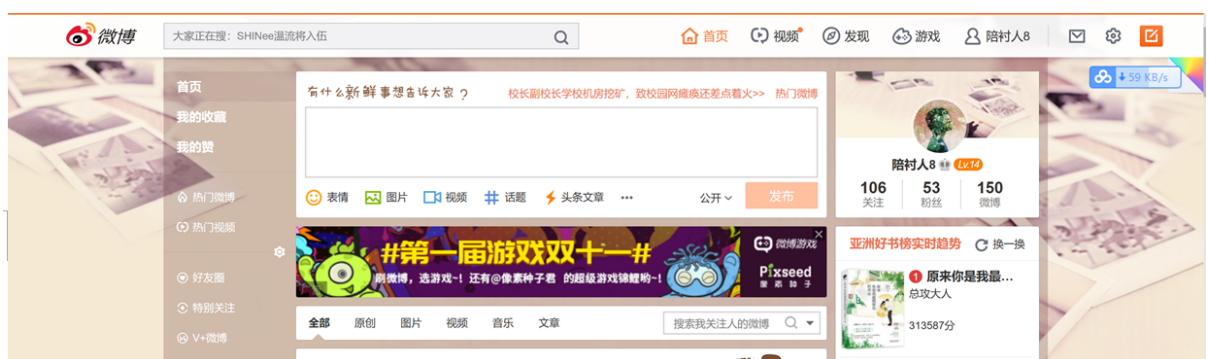 微博
大家正在搜：SHINee温流将入伍
首页
视频
发现
游戏
陪衬人8
59 KB/s
首页
我的收藏
我的赞
热门微博
热门视频
好友圈
特别关注
V+微博
有什么新鲜事想告诉大家？
校长副校长学校机房挖矿，致校园网瘫痪还差点着火>>
热门微博
表情
图片
视频
话题
头条文章
公开
发布
#第一届游戏双十一#
刷微博，选游戏~！还有@像素种子君 的超级游戏锦鲤哟~！
微博游戏
Pixseed
像素种子
全部
原创
图片
视频
音乐
文章
搜索我关注人的微博
陪衬人8
Lv.14
106
53
150
关注
粉丝
微博
亚洲好书榜实时趋势
换一换
1 原来你是我最...
总攻大人
313587分